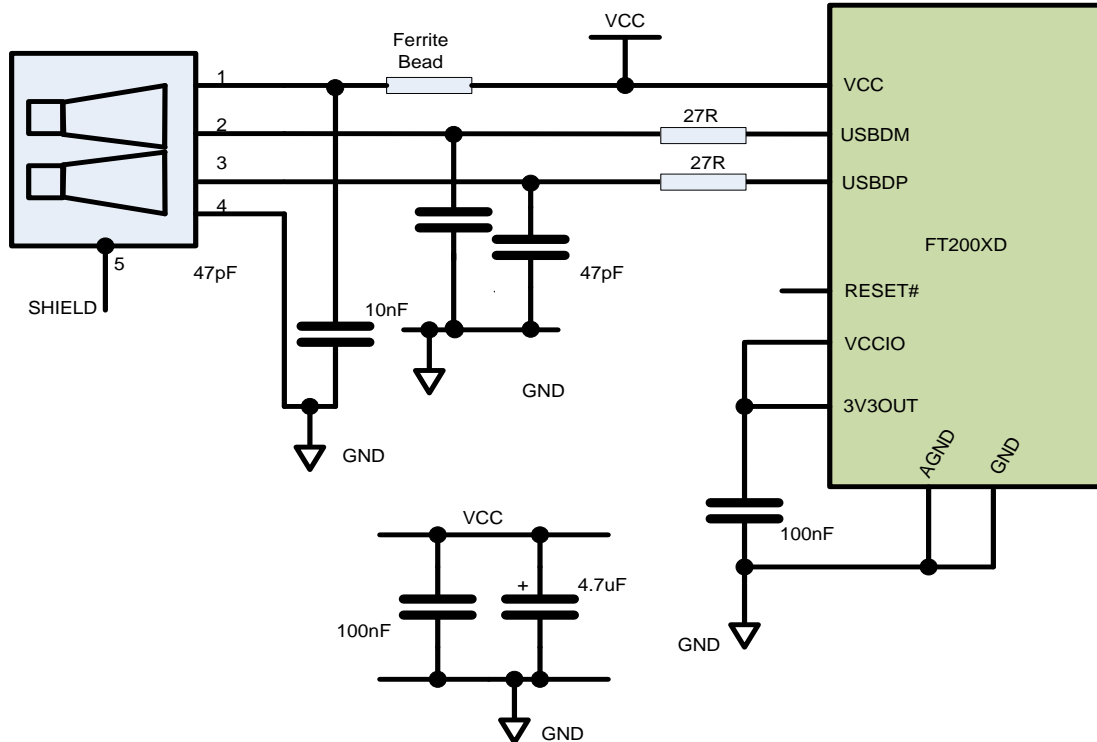 VCC
Ferrite
Bead
1
VCC
27R
2
USBDM
27R
3
USBDP
4
FT200XD
5
47pF
47pF
SHIELD
RESET#
10nF
VCCIO
GND
3V3OUT
GND
AGND
GND
VCC
100nF
+
4.7uF
100nF
GND
GND